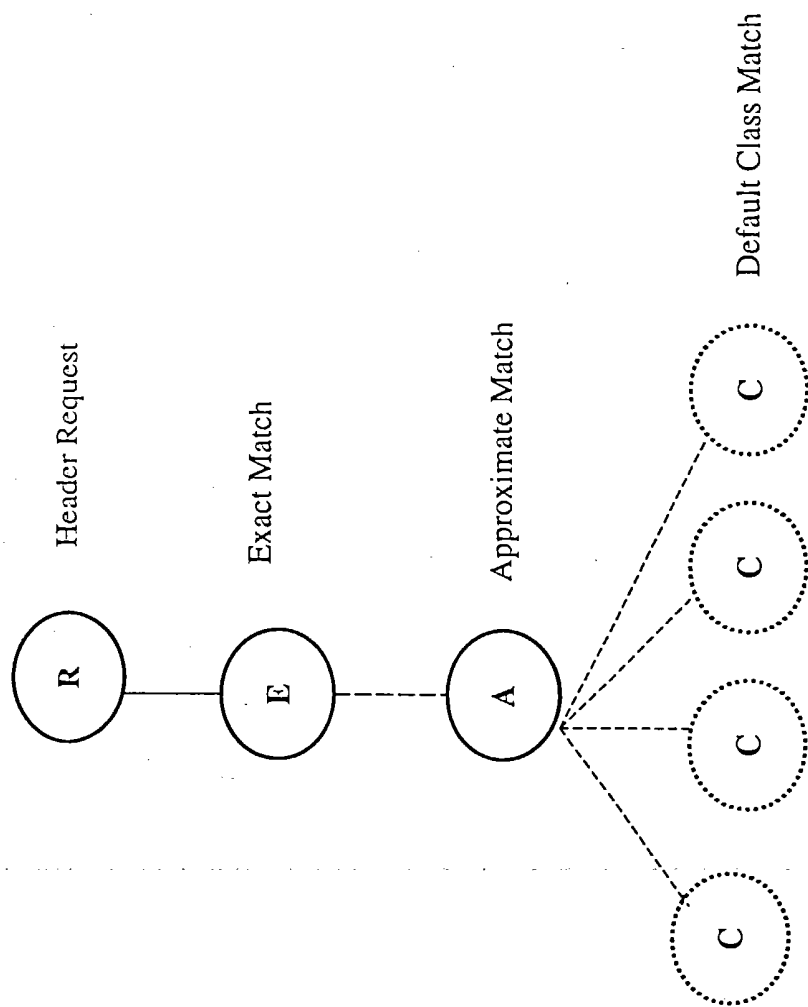 R
Header Request
E
Exact Match
A
Approximate Match
C
C
C
C
Default Class Match